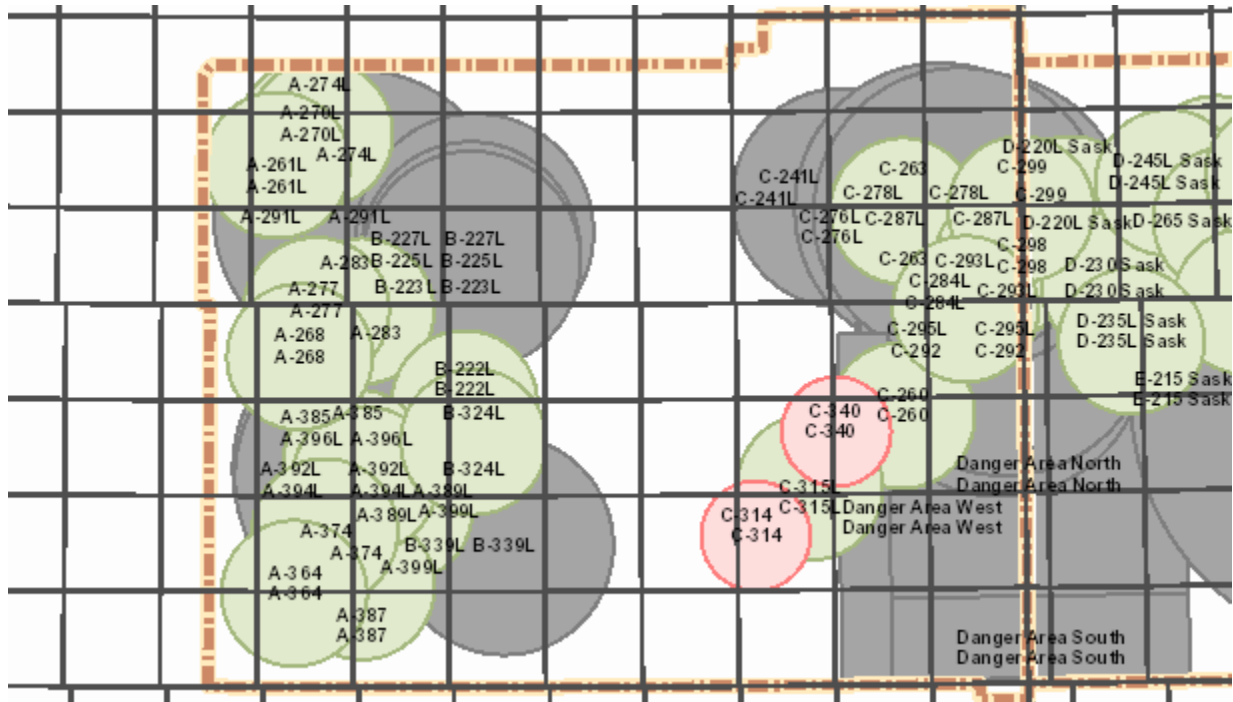 A-274L
A-270L
A-270L
A-274L
A-261L
A-261L
A-291L A-291L
B-227L B-227L
A-283 B-225L B-225L
B-223L B-223L
A-277
A-277
A-268 A-283
A-268
B-222L
B-222L
A-385 A-385 B-324L
A-396L A-396L
A-392L A-392L B-324L
A-394L A-394L A-389L
A-389L A-399L
A-374
A-374 B-339L B-339L
A-399L
A-364
A-364
A-387
A-387
C-241L
C-241L
C-263
C-278L C-278L
C-276L C-287L C-287L
C-276L
C-263 C-293L
C-284L
C-284L C-293L
C-295L C-295L
C-292 C-292
D-220L Sask
C-299
C-299
D-220L Sask
C-298
C-298
D-245L Sask
D-245L Sask
D-265 Sask
D-230 Sask
D-230 Sask
D-235L Sask
D-235L Sask
E-215 Sask
E-215 Sask
C-260
C-260
C-340
C-340
C-315L
C-315L
C-314
C-314
Danger Area North
Danger Area North
Danger Area West
Danger Area West
Danger Area South
Danger Area South